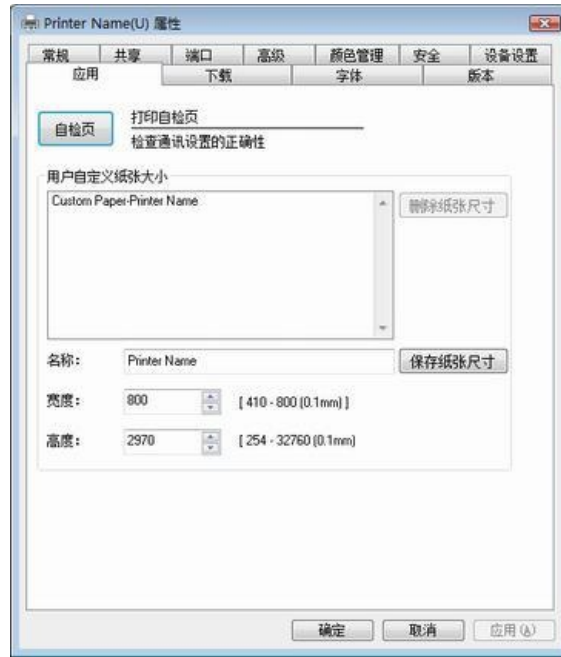 Printer Name(U) 属性
常规 共享 端口 高级 颜色管理 安全 设备设置
应用 下载 字体 版本
自检页
打印自检页
检查通讯设置的正确性
用户自定义纸张大小
Custom Paper-Printer Name
删除纸张尺寸
名称: Printer Name 保存纸张尺寸
宽度: 800 [ 410 - 800 (0.1mm) ]
高度: 2970 [ 254 - 32760 (0.1mm)
确定 取消 应用(A)